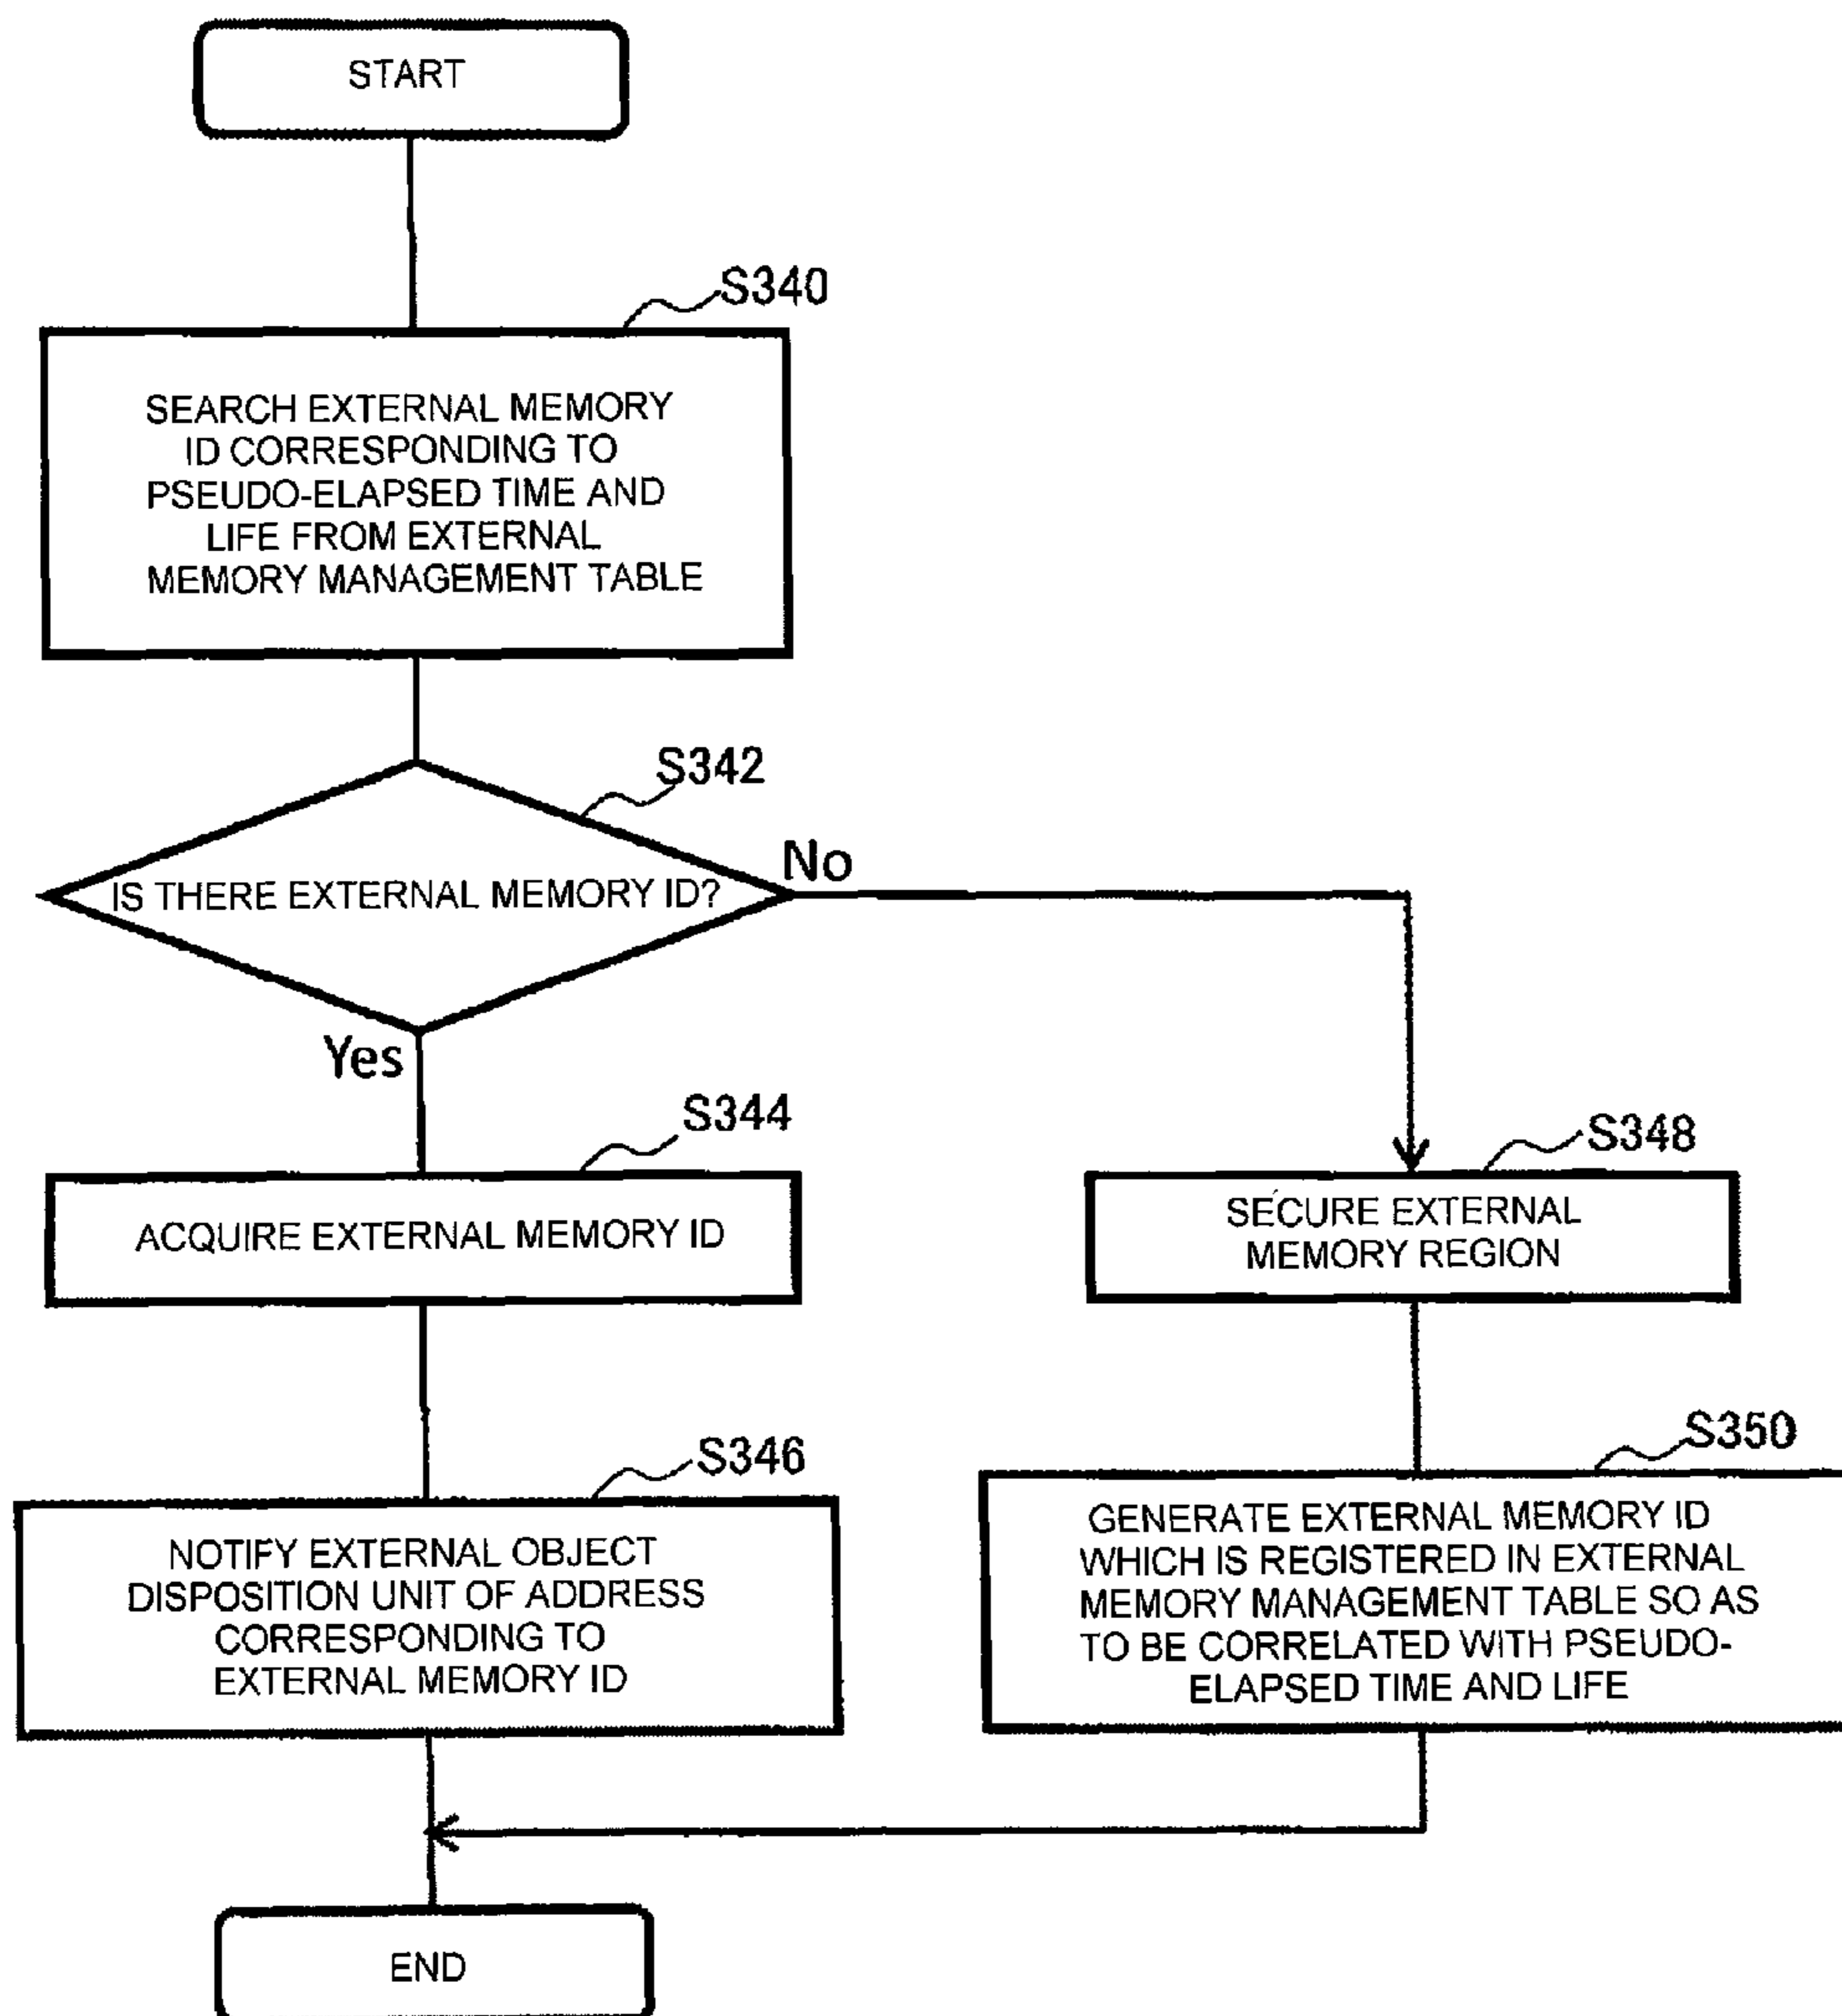 START
S340
SEARCH EXTERNAL MEMORY
ID CORRESPONDING TO
PSEUDO-ELAPSED TIME AND
LIFE FROM EXTERNAL
MEMORY MANAGEMENT TABLE
S342
IS THERE EXTERNAL MEMORY ID?
No
Yes
S344
ACQUIRE EXTERNAL MEMORY ID
S346
NOTIFY EXTERNAL OBJECT
DISPOSITION UNIT OF ADDRESS
CORRESPONDING TO
EXTERNAL MEMORY ID
S348
SECURE EXTERNAL
MEMORY REGION
S350
GENERATE EXTERNAL MEMORY ID
WHICH IS REGISTERED IN EXTERNAL
MEMORY MANAGEMENT TABLE SO AS
TO BE CORRELATED WITH PSEUDO-
ELAPSED TIME AND LIFE
END